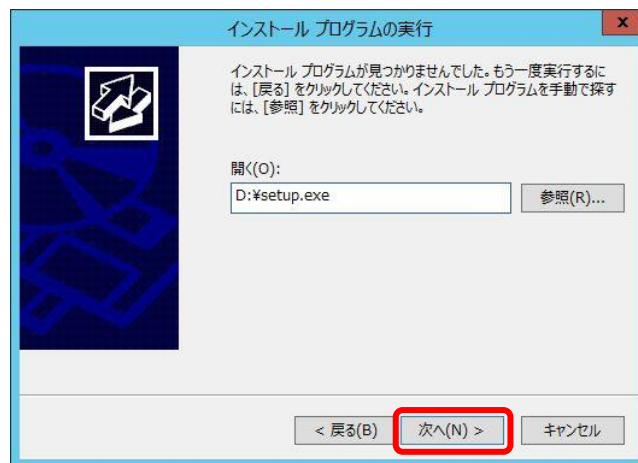 インストール プログラムの実行
x
インストール プログラムが見つかりませんでした。もう一度実行するに
は、[戻る] をクリックしてください。インストール プログラムを手動で探す
には、[参照] をクリックしてください。
開く(O):
D:¥setup.exe
参照(R)...
< 戻る(B)
次へ(N) >
キャンセル